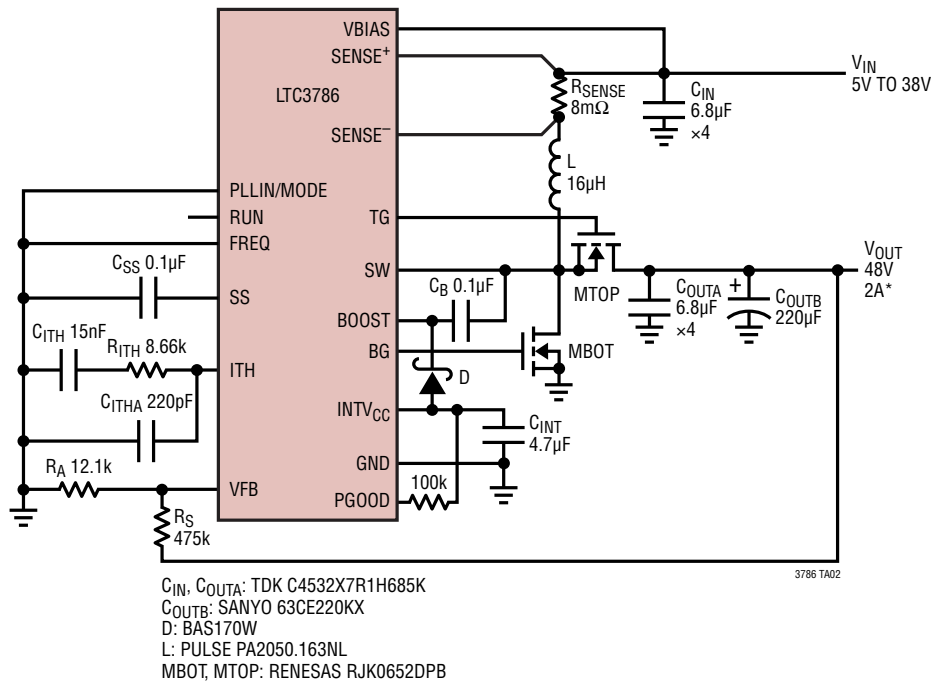 VBIAS
SENSE+
LTC3786
SENSE−
PLLIN/MODE
RUN
FREQ
SS
ITH
VFB
TG
SW
BOOST
BG
INTVCC
GND
PGOOD
RSENSE
8mΩ
CIN
6.8µF
×4
VIN
5V TO 38V
L
16µH
MTOP
COUTA
6.8µF
×4
+
COUTB
220µF
VOUT
48V
2A*
CSS 0.1µF
CB 0.1µF
MBOT
D
CITH 15nF
RITH 8.66k
CITHA 220pF
CINT
4.7µF
RA 12.1k
100k
RS
475k
3786 TA02
CIN, COUTA: TDK C4532X7R1H685K
COUTB: SANYO 63CE220KX
D: BAS170W
L: PULSE PA2050.163NL
MBOT, MTOP: RENESAS RJK0652DPB